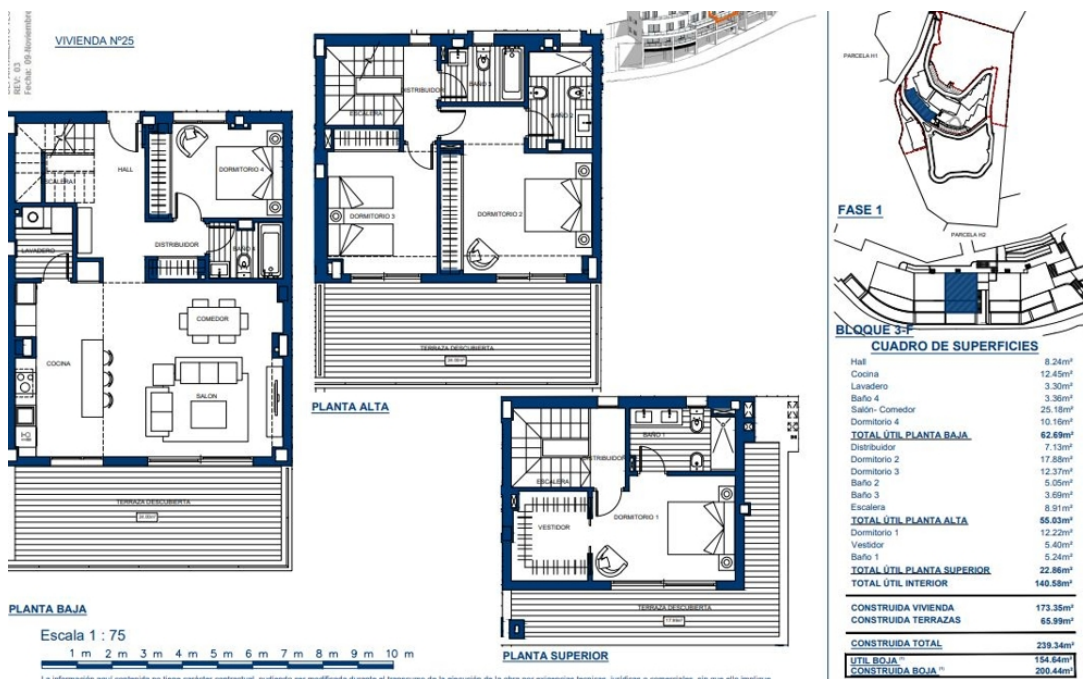 REV: 03
Fecha: 09-Noviembre
VIVIENDA Nº25
HALL
DORMITORIO 4
DISTRIBUIDOR
BAÑO 4
LAVADERO
COMEDOR
COCINA
SALON
TERRAZA DESCUBIERTA
PLANTA BAJA
Escala 1 : 75
1 m 2 m 3 m 4 m 5 m 6 m 7 m 8 m 9 m 10 m
DISTRIBUIDOR
BAÑO 3
ESCALERA
BAÑO 2
DORMITORIO 3
DORMITORIO 2
TERRAZA DESCUBIERTA
PLANTA ALTA
BAÑO 1
DISTRIBUIDOR
ESCALERA
VESTIDOR
DORMITORIO 1
TERRAZA DESCUBIERTA
PLANTA SUPERIOR
PARCELA H1
FASE 1
PARCELA H2
BLOQUE 3-F
CUADRO DE SUPERFICIES
Hall 8.24m²
Cocina 12.45m²
Lavadero 3.30m²
Baño 4 3.36m²
Salón- Comedor 25.18m²
Dormitorio 4 10.16m²
TOTAL ÚTIL PLANTA BAJA 62.69m²
Distribuidor 7.13m²
Dormitorio 2 17.88m²
Dormitorio 3 12.37m²
Baño 2 5.05m²
Baño 3 3.69m²
Escalera 8.91m²
TOTAL ÚTIL PLANTA ALTA 55.03m²
Dormitorio 1 12.22m²
Vestidor 5.40m²
Baño 1 5.24m²
TOTAL ÚTIL PLANTA SUPERIOR 22.86m²
TOTAL ÚTIL INTERIOR 140.58m²
CONSTRUIDA VIVIENDA 173.35m²
CONSTRUIDA TERRAZAS 65.99m²
CONSTRUIDA TOTAL 239.34m²
UTIL BOJA 154.64m²
CONSTRUIDA BOJA 200.44m²